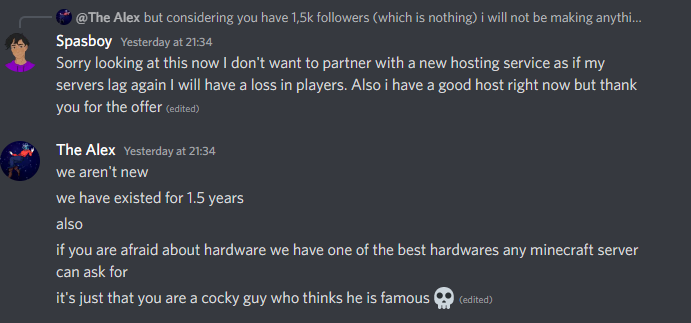 @The Alex but considering you have 1,5k followers (which is nothing) i will not be making anythi...
Spasboy Yesterday at 21:34
Sorry looking at this now I don't want to partner with a new hosting service as if my
servers lag again I will have a loss in players. Also i have a good host right now but thank
you for the offer (edited)
The Alex Yesterday at 21:34
we aren't new
we have existed for 1.5 years
also
if you are afraid about hardware we have one of the best hardwares any minecraft server
can ask for
it's just that you are a cocky guy who thinks he is famous 💀 (edited)